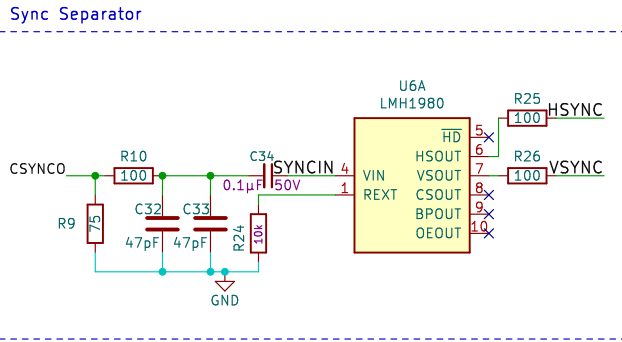 Sync Separator
U6A
LMH1980
R25
HSYNC
100
HD
5
HSOUT
6
R10
C34
SYNCIN
R26
VSYNC
CSYNCO
100
0.1µF
50V
4
VIN
VSOUT
7
100
1
REXT
CSOUT
8
R9
75
C32
C33
BPOUT
9
47pF
47pF
R24
10k
OEOUT
10
GND